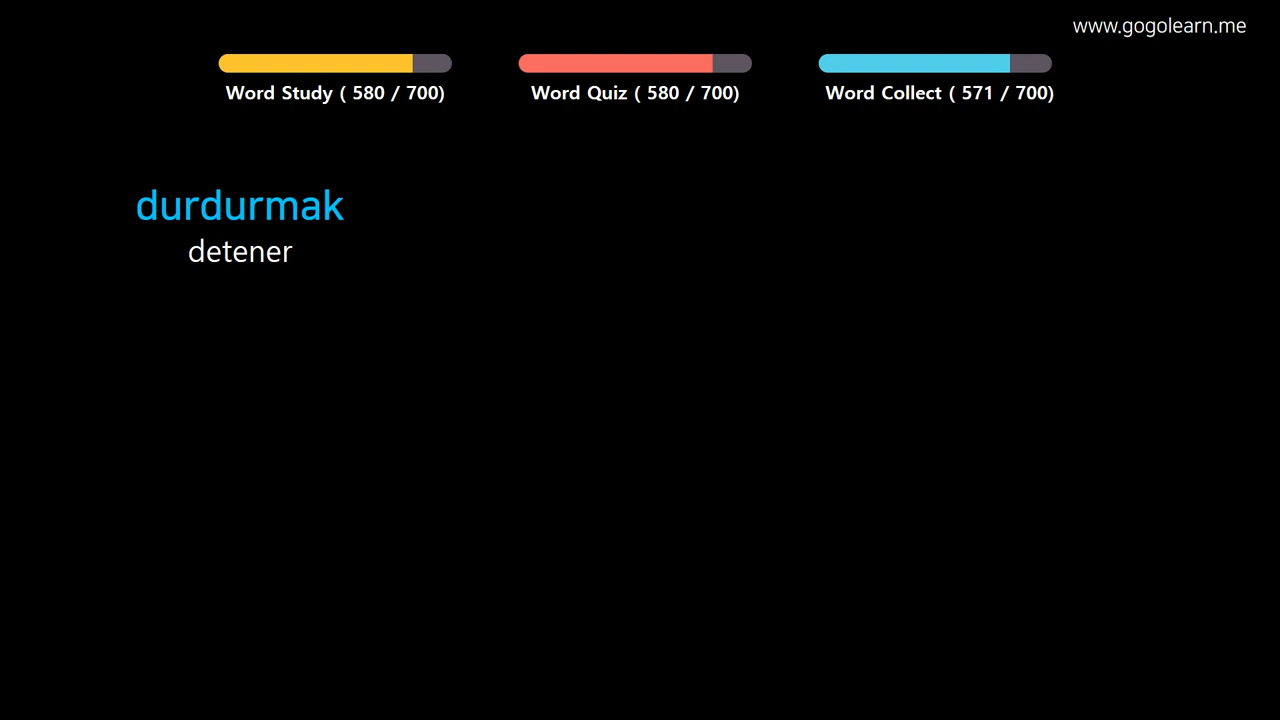 www.gogolearn.me
Word Study ( 580 / 700)
Word Quiz ( 580 / 700)
Word Collect ( 571 / 700)
durdurmak
detener